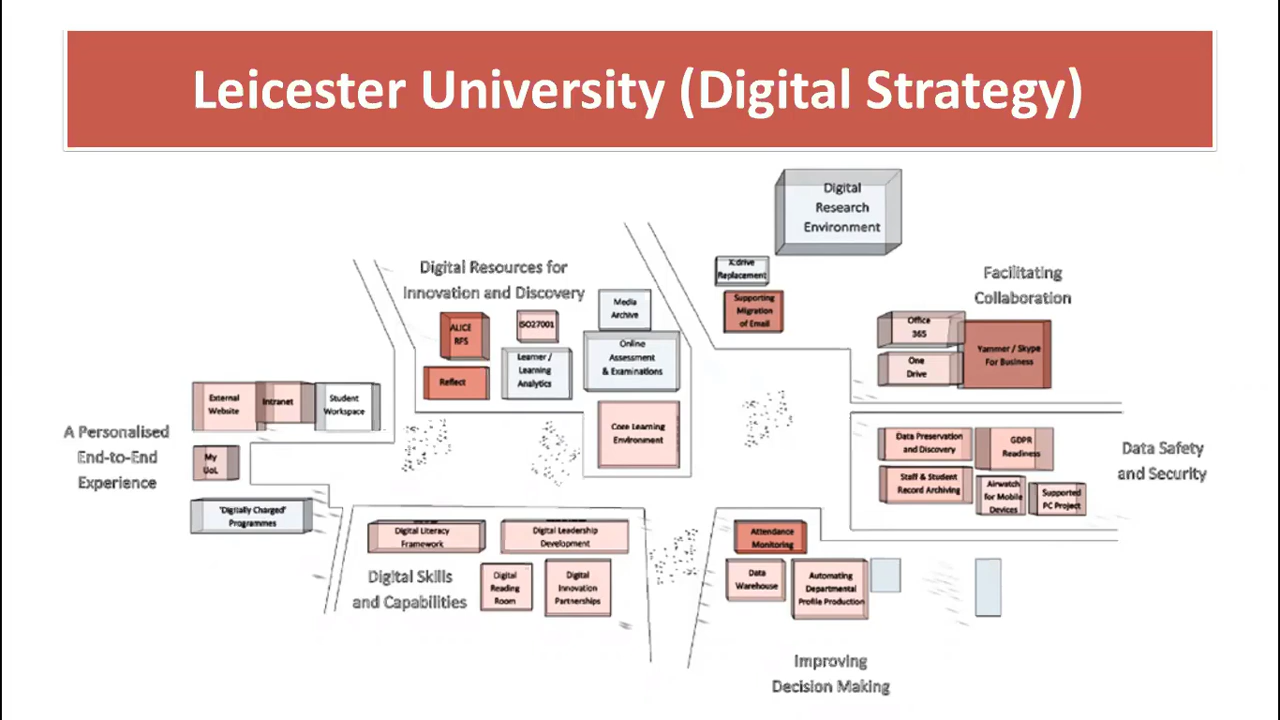 Leicester University (Digital Strategy)
Digital
Research
Environment
X:drive
Replacement
Supporting
Migration
of Email
Facilitating
Collaboration
Office
365
One
Drive
Yammer / Skype
For Business
Digital Resources for
Innovation and Discovery
ALICE
RFS
ISO27001
Media
Archive
Reflect
Learner /
Learning
Analytics
Online
Assessment
& Examinations
Core Learning
Environment
External
Website
Intranet
Student
Workspace
A Personalised
End-to-End
Experience
My
UoL
'Digitally Charged'
Programmes
Data Preservation
and Discovery
GDPR
Readiness
Staff & Student
Record Archiving
Airwatch
for Mobile
Devices
Supported
PC Project
Data Safety
and Security
Digital Literacy
Framework
Digital Leadership
Development
Digital Skills
and Capabilities
Digital
Reading
Room
Digital
Innovation
Partnerships
Attendance
Monitoring
Data
Warehouse
Automating
Departmental
Profile Production
Improving
Decision Making